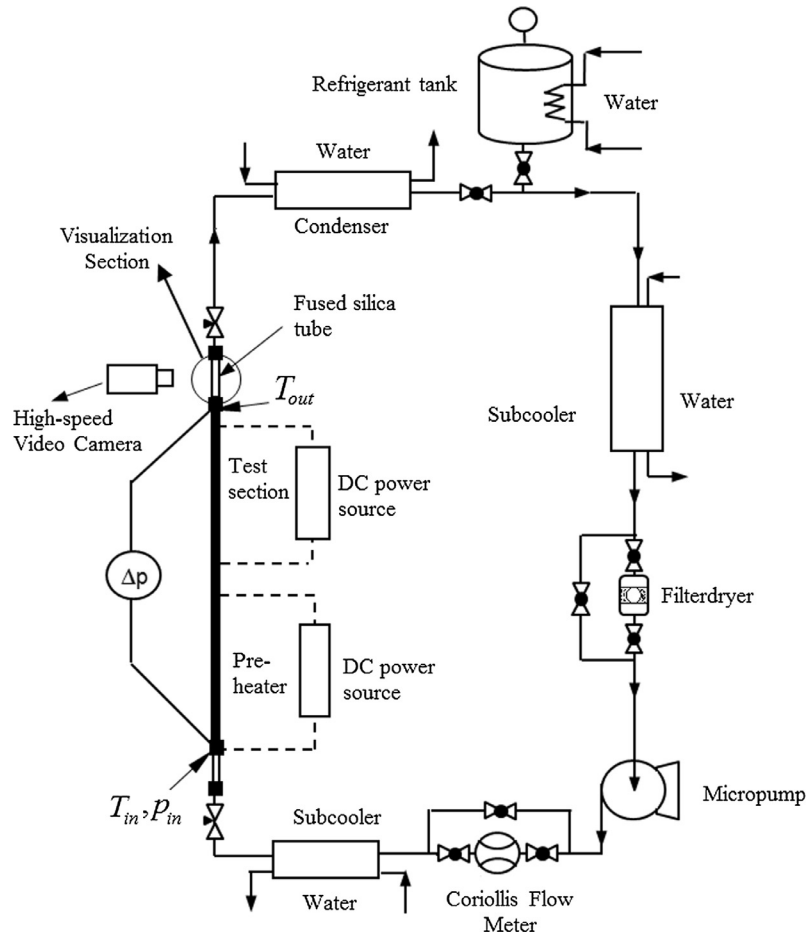 Refrigerant tank
Water
Water
Condenser
Visualization
Section
Fused silica
tube
T_out
High-speed
Video Camera
Subcooler
Water
Test
section
DC power
source
Δp
Filterdryer
Pre-
heater
DC power
source
T_in, p_in
Micropump
Subcooler
Water
Coriollis Flow
Meter